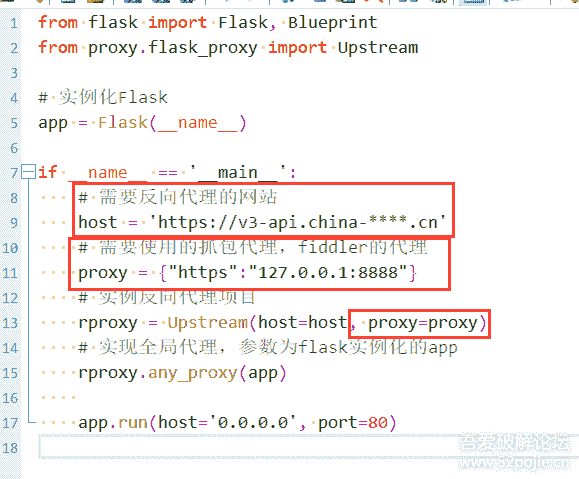 1 from flask import Flask, Blueprint
2 from proxy.flask_proxy import Upstream
3
4 # 实例化Flask
5 app = Flask(__name__)
6
7 if __name__ == '__main__':
8 # 需要反向代理的网站
9 host = 'https://v3-api.china-****.cn'
10 # 需要使用的抓包代理，fiddler的代理
11 proxy = {"https":"127.0.0.1:8888"}
12 # 实例反向代理项目
13 rproxy = Upstream(host=host, proxy=proxy)
14 # 实现全局代理，参数为flask实例化的app
15 rproxy.any_proxy(app)
16
17 app.run(host='0.0.0.0', port=80)
18
吾爱破解论坛
www.52pojie.cn